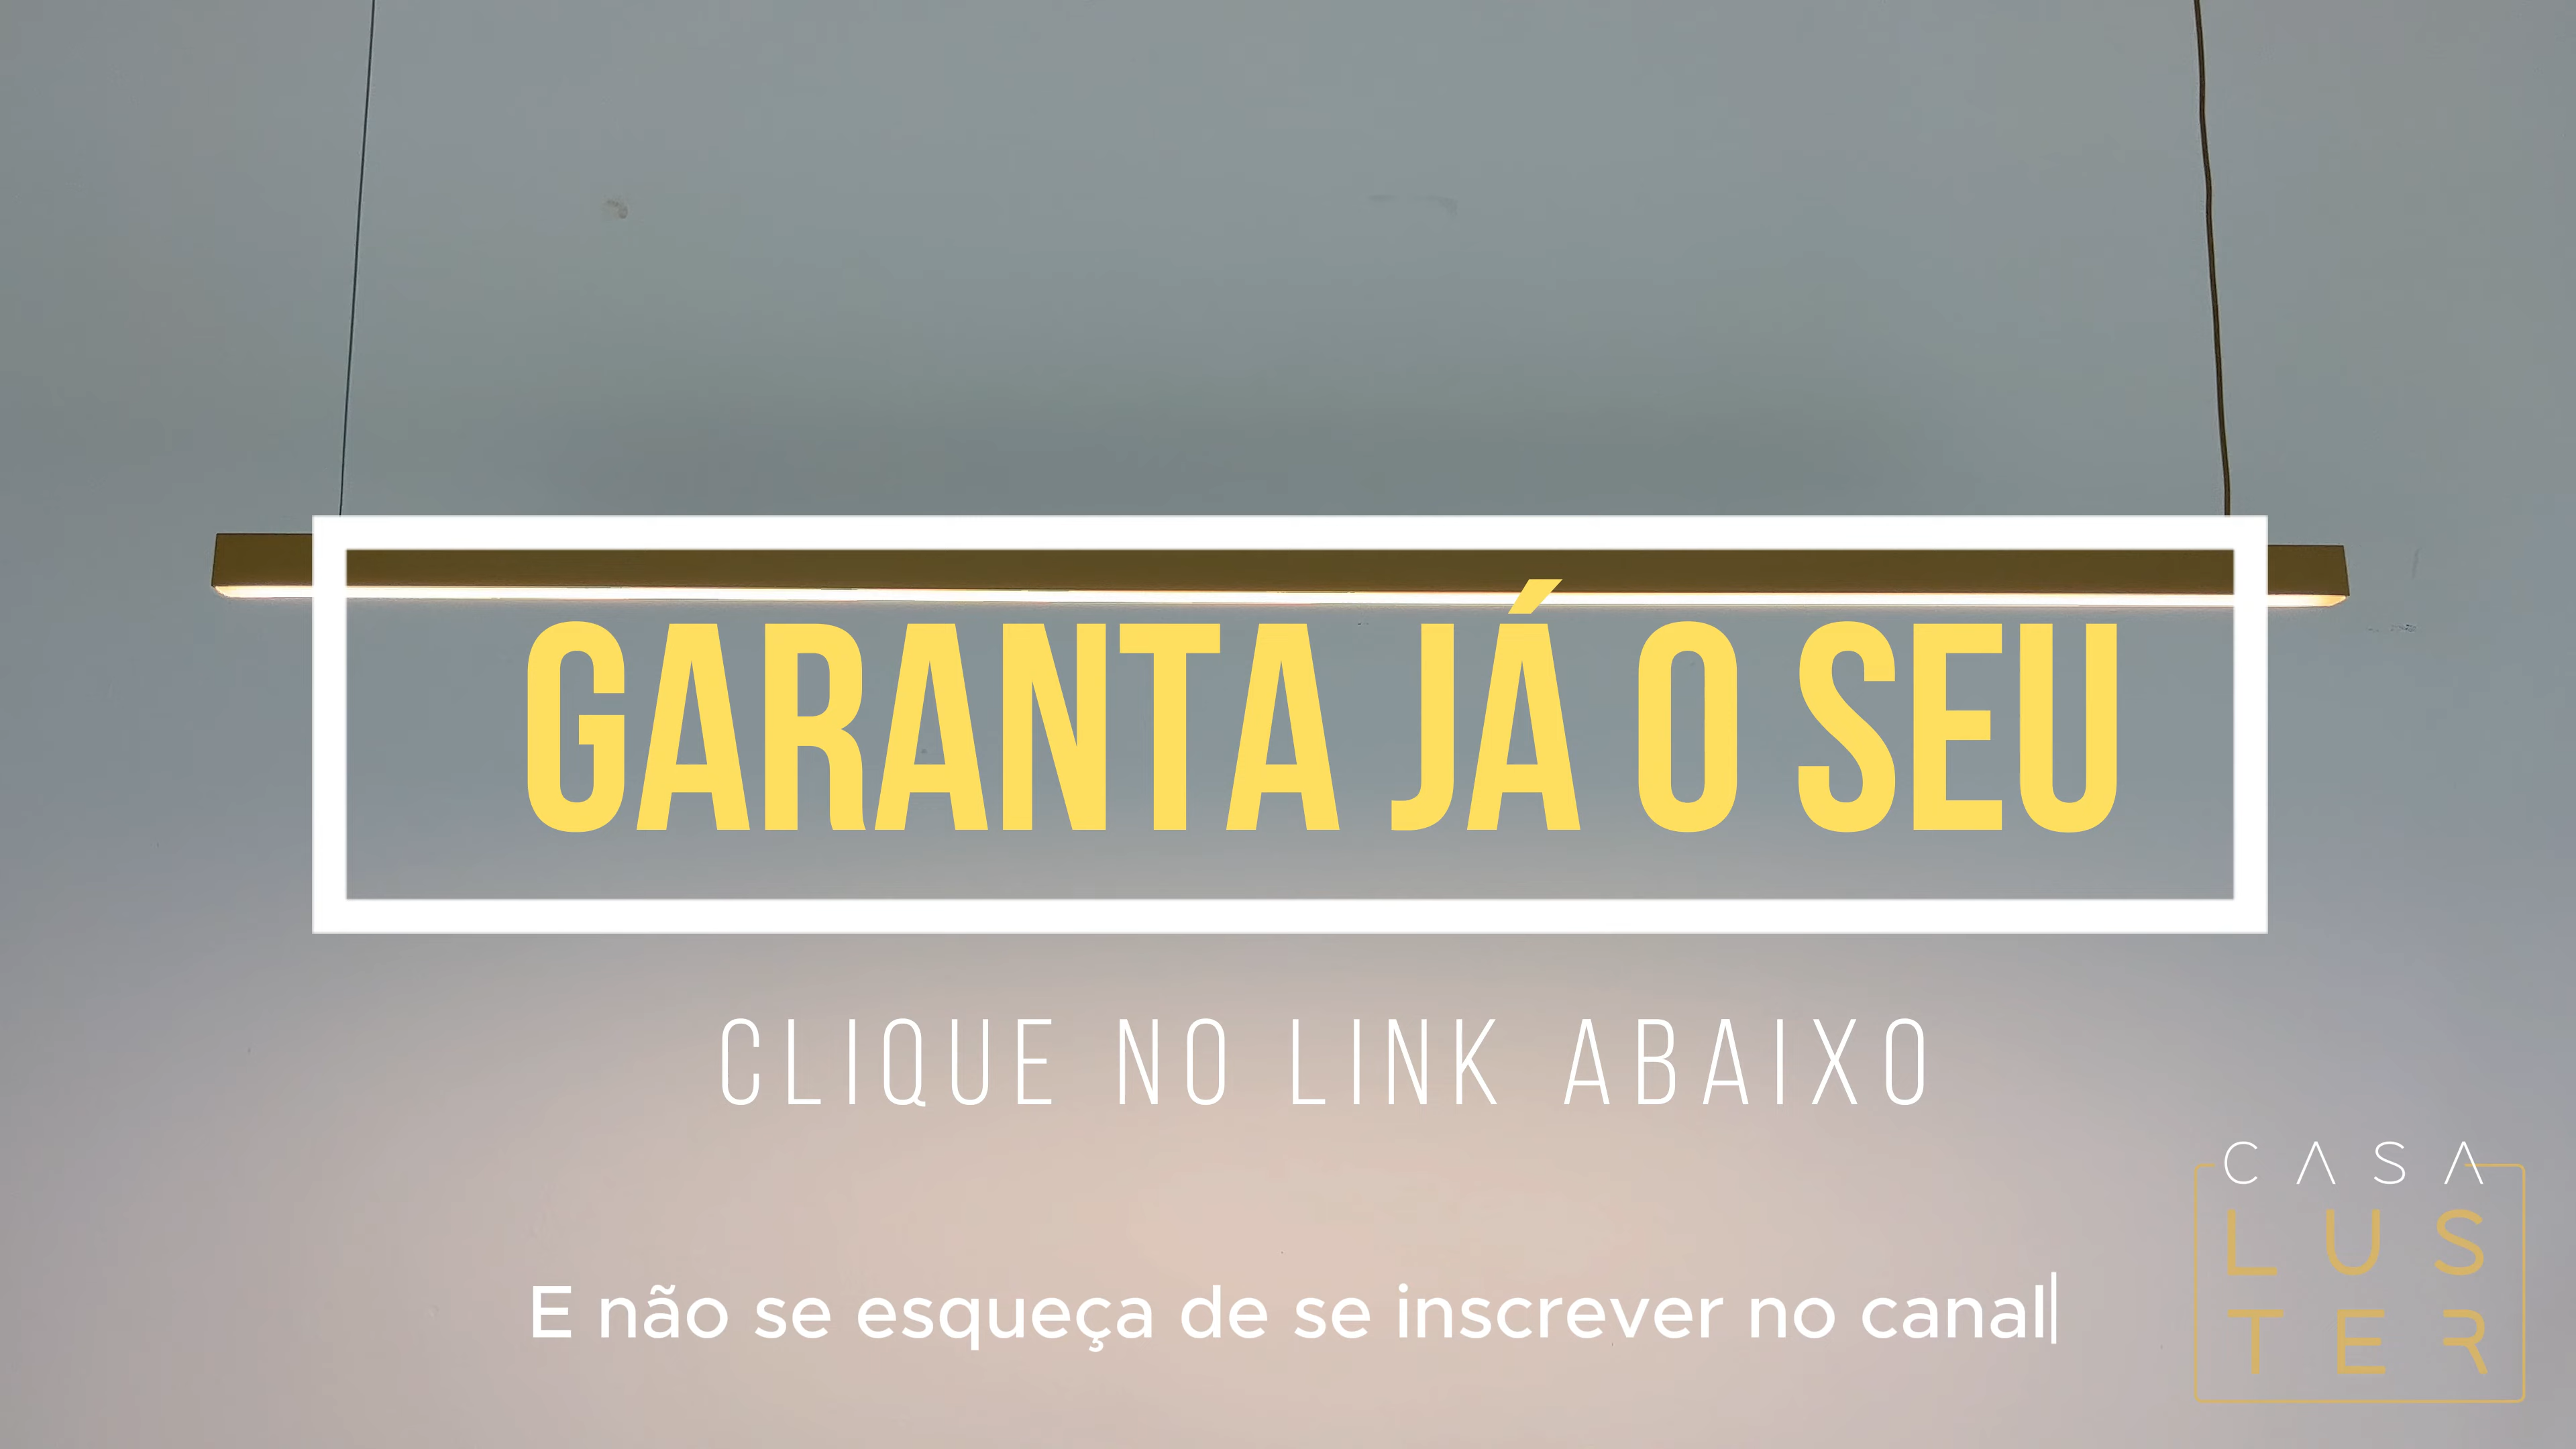 GARANTA JÁ O SEU
CLIQUE NO LINK ABAIXO
E não se esqueça de se inscrever no canal
CASA
LUS
TER